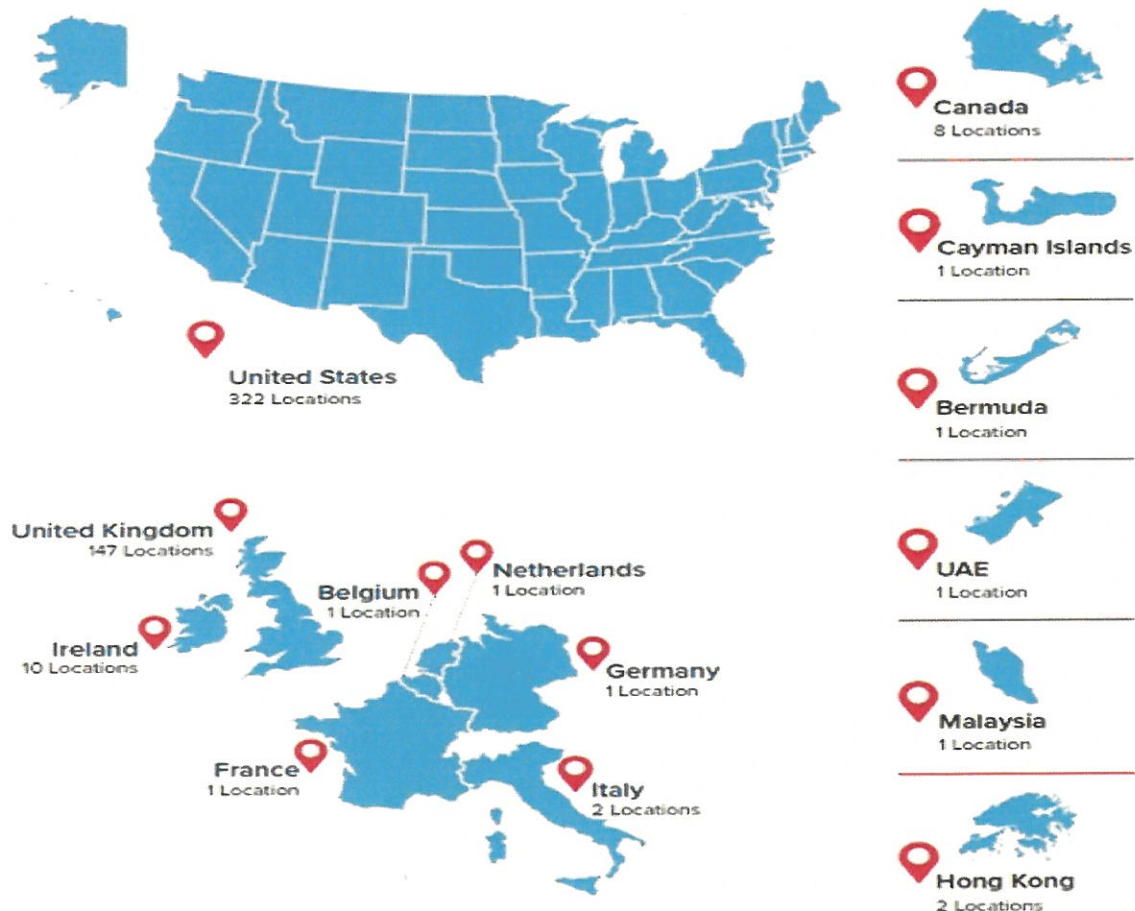 Canada
8 Locations
Cayman Islands
1 Location
United States
322 Locations
Bermuda
1 Location
United Kingdom
147 Locations
Belgium
1 Location
Netherlands
1 Location
UAE
1 Location
Ireland
10 Locations
Germany
1 Location
Malaysia
1 Location
France
1 Location
Italy
2 Locations
Hong Kong
2 Locations